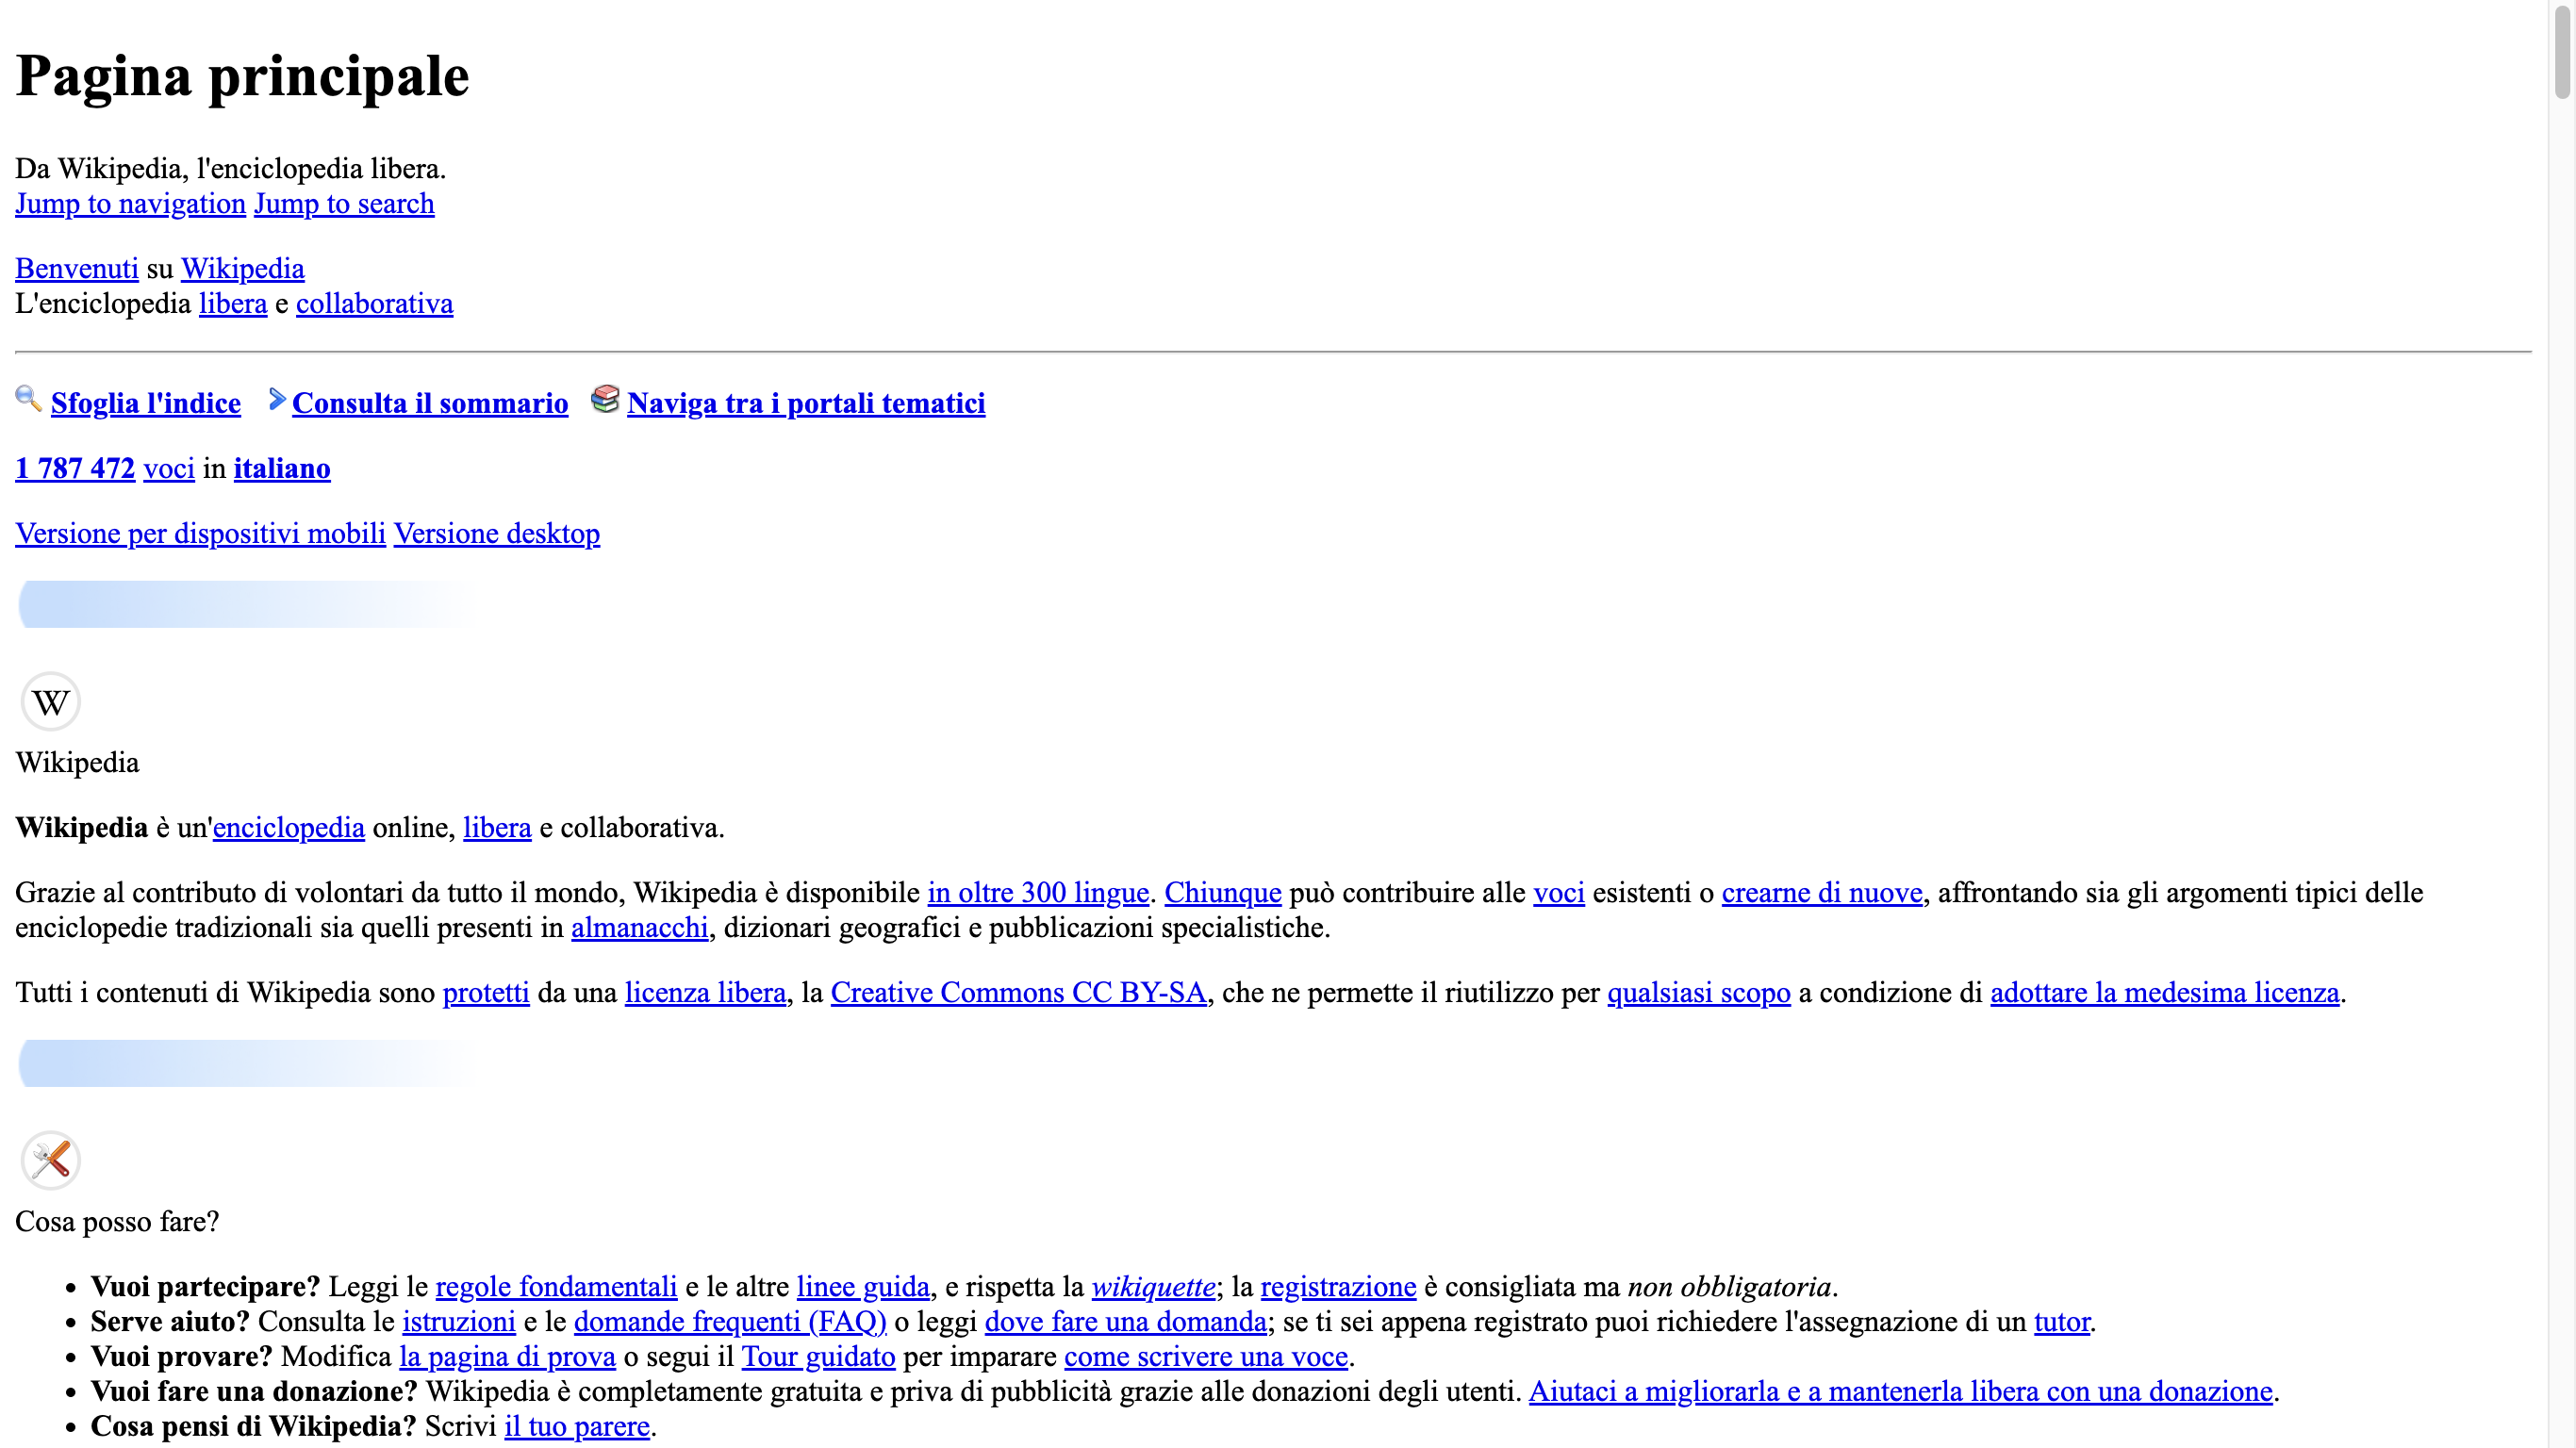 Pagina principale
Da Wikipedia, l'enciclopedia libera.
Jump to navigation Jump to search
Benvenuti su Wikipedia
L'enciclopedia libera e collaborativa
Sfoglia l'indice Consulta il sommario Naviga tra i portali tematici
1 787 472 voci in italiano
Versione per dispositivi mobili Versione desktop
W
Wikipedia
Wikipedia è un'enciclopedia online, libera e collaborativa.
Grazie al contributo di volontari da tutto il mondo, Wikipedia è disponibile in oltre 300 lingue. Chiunque può contribuire alle voci esistenti o crearne di nuove, affrontando sia gli argomenti tipici delle
enciclopedie tradizionali sia quelli presenti in almanacchi, dizionari geografici e pubblicazioni specialistiche.
Tutti i contenuti di Wikipedia sono protetti da una licenza libera, la Creative Commons CC BY-SA, che ne permette il riutilizzo per qualsiasi scopo a condizione di adottare la medesima licenza.
Cosa posso fare?
• Vuoi partecipare? Leggi le regole fondamentali e le altre linee guida, e rispetta la wikiquette; la registrazione è consigliata ma non obbligatoria.
• Serve aiuto? Consulta le istruzioni e le domande frequenti (FAQ) o leggi dove fare una domanda; se ti sei appena registrato puoi richiedere l'assegnazione di un tutor.
• Vuoi provare? Modifica la pagina di prova o segui il Tour guidato per imparare come scrivere una voce.
• Vuoi fare una donazione? Wikipedia è completamente gratuita e priva di pubblicità grazie alle donazioni degli utenti. Aiutaci a migliorarla e a mantenerla libera con una donazione.
• Cosa pensi di Wikipedia? Scrivi il tuo parere.